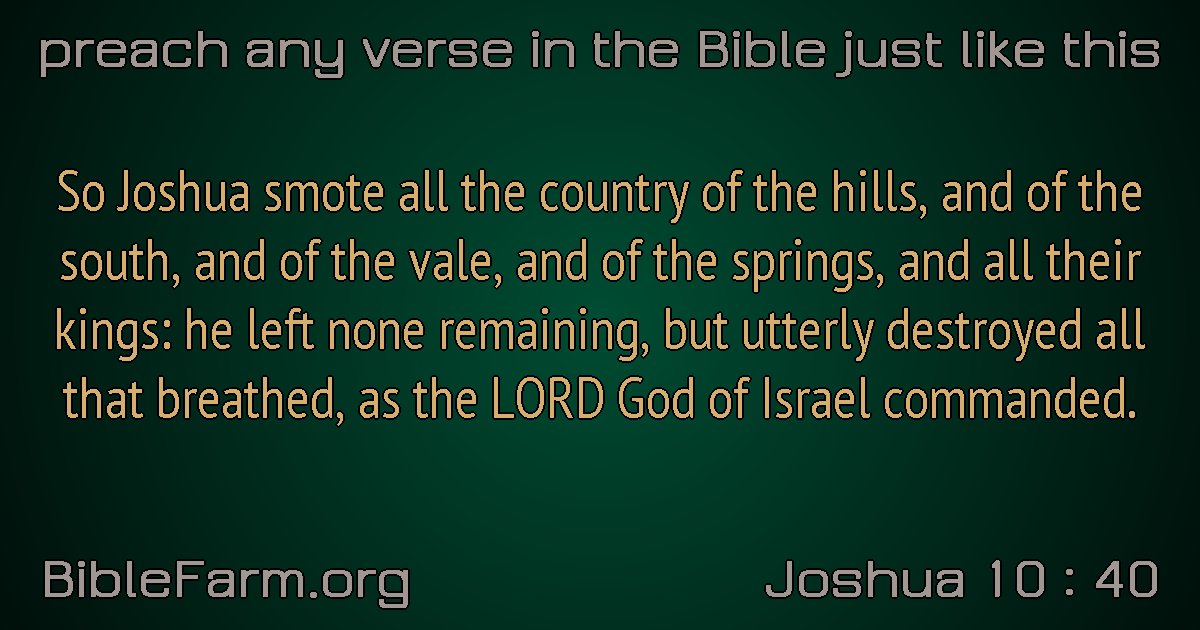 preach any verse in the Bible just like this
So Joshua smote all the country of the hills, and of the
south, and of the vale, and of the springs, and all their
kings: he left none remaining, but utterly destroyed all
that breathed, as the LORD God of Israel commanded.
BibleFarm.org
Joshua 10 : 40